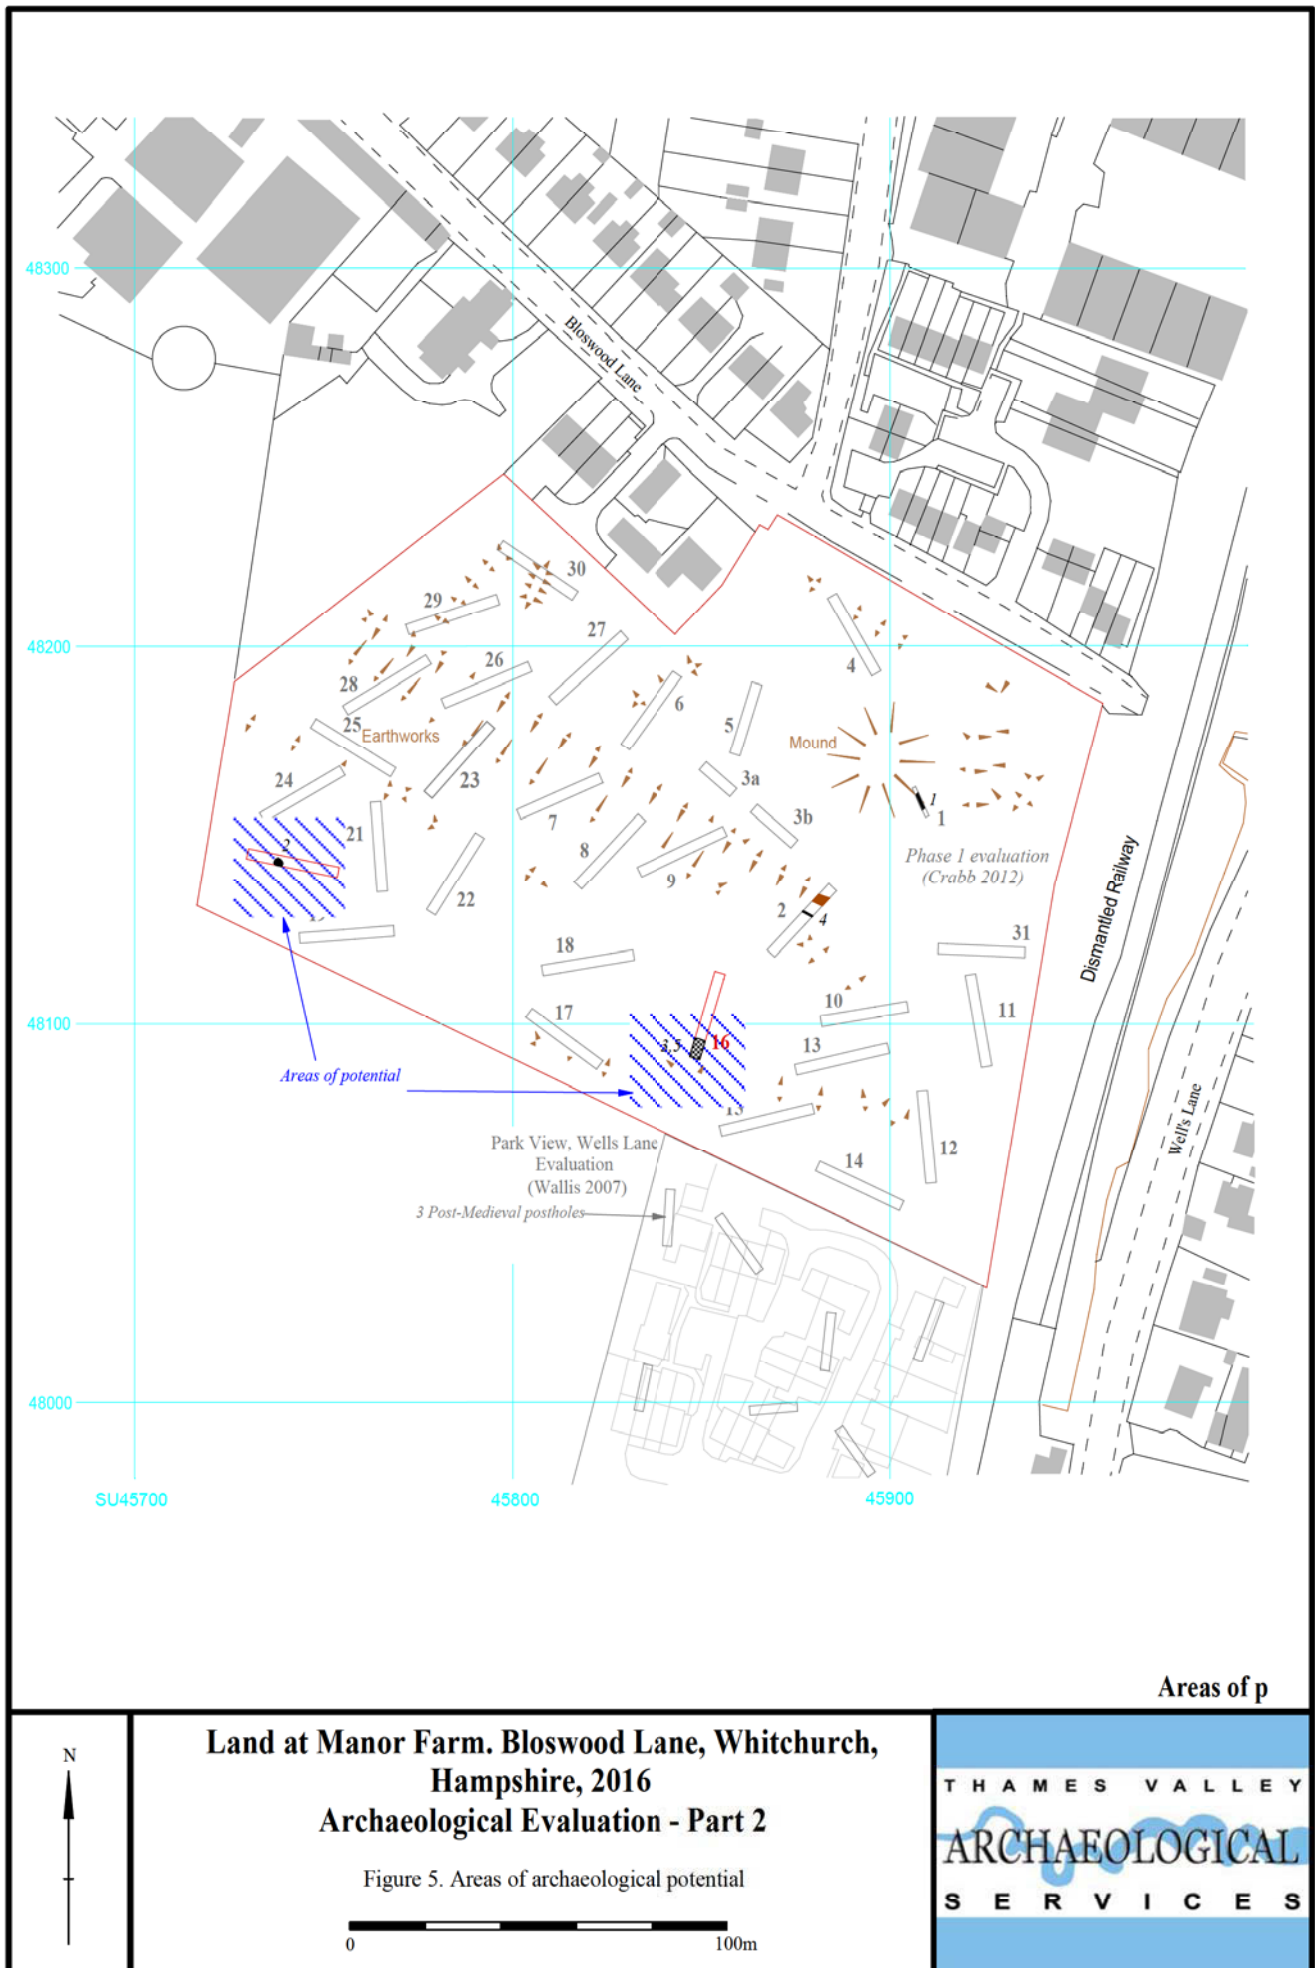 48300
Bloswood Lane
48200
30
29
27
4
26
28
6
5
25
Earthworks
Mound
23
3a
24
1
7
3b
1
21
8
2
9
Phase 1 evaluation
(Crabb 2012)
22
2
4
Dismantled Railway
31
18
10
11
48100
17
16
13
Areas of potential
Well's Lane
12
Park View, Wells Lane
Evaluation
(Wallis 2007)
14
3 Post-Medieval postholes
48000
SU45700
45800
45900
Areas of p
N
Land at Manor Farm. Bloswood Lane, Whitchurch,
Hampshire, 2016
Archaeological Evaluation - Part 2
Figure 5. Areas of archaeological potential
0
100m
THAMES VALLEY
ARCHAEOLOGICAL
SERVICES